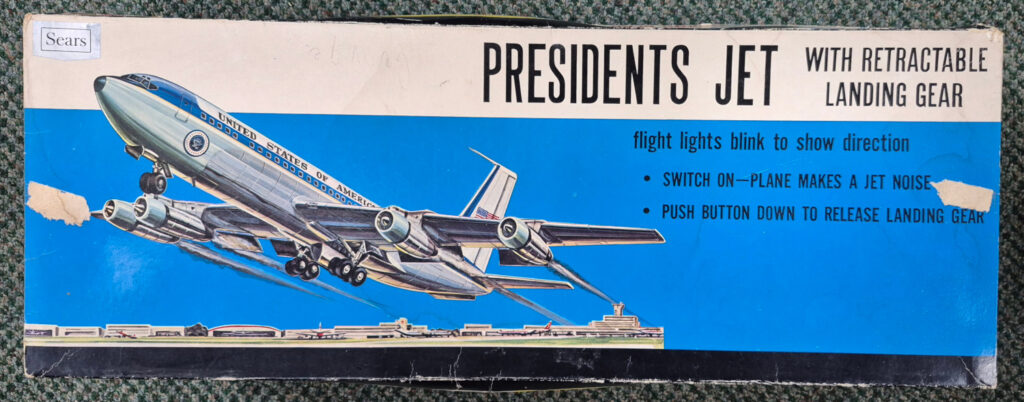 Sears
PRESIDENTS JET
WITH RETRACTABLE
LANDING GEAR
flight lights blink to show direction
• SWITCH ON—PLANE MAKES A JET NOISE
• PUSH BUTTON DOWN TO RELEASE LANDING GEAR
UNITED STATES OF AMERICA